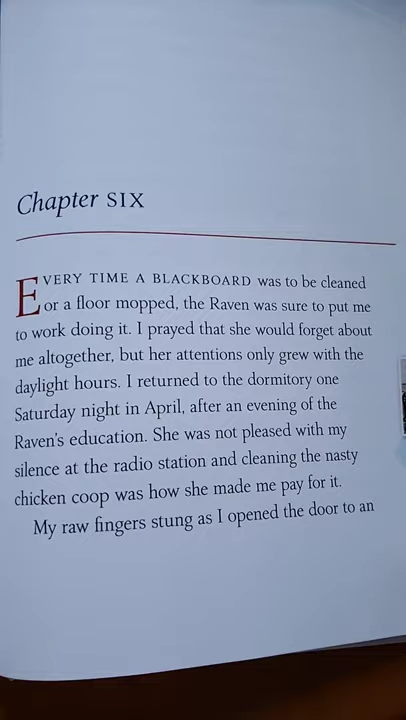 Chapter SIX
EVERY TIME A BLACKBOARD was to be cleaned
or a floor mopped, the Raven was sure to put me
to work doing it. I prayed that she would forget about
me altogether, but her attentions only grew with the
daylight hours. I returned to the dormitory one
Saturday night in April, after an evening of the
Raven's education. She was not pleased with my
silence at the radio station and cleaning the nasty
chicken coop was how she made me pay for it.
My raw fingers stung as I opened the door to an